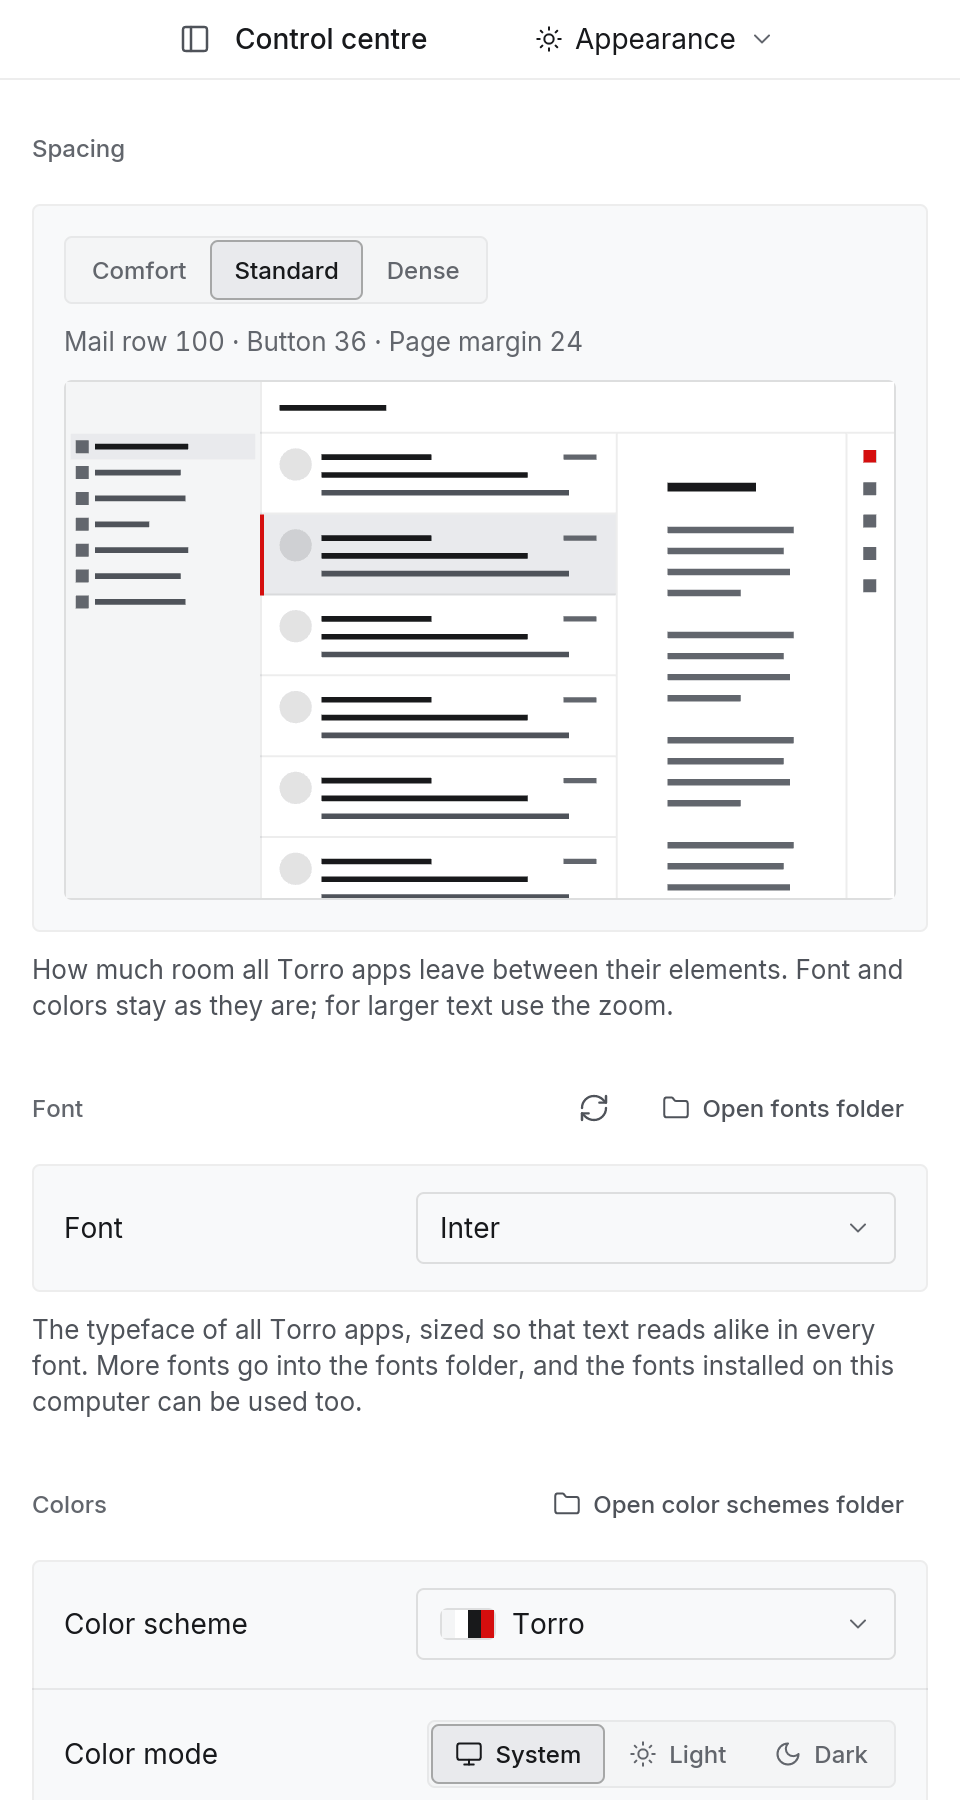 Control centre
Appearance
Spacing
Comfort
Standard
Dense
Mail row 100 · Button 36 · Page margin 24
How much room all Torro apps leave between their elements. Font and
colors stay as they are; for larger text use the zoom.
Font
Open fonts folder
Font
Inter
The typeface of all Torro apps, sized so that text reads alike in every
font. More fonts go into the fonts folder, and the fonts installed on this
computer can be used too.
Colors
Open color schemes folder
Color scheme
Torro
Color mode
System
Light
Dark